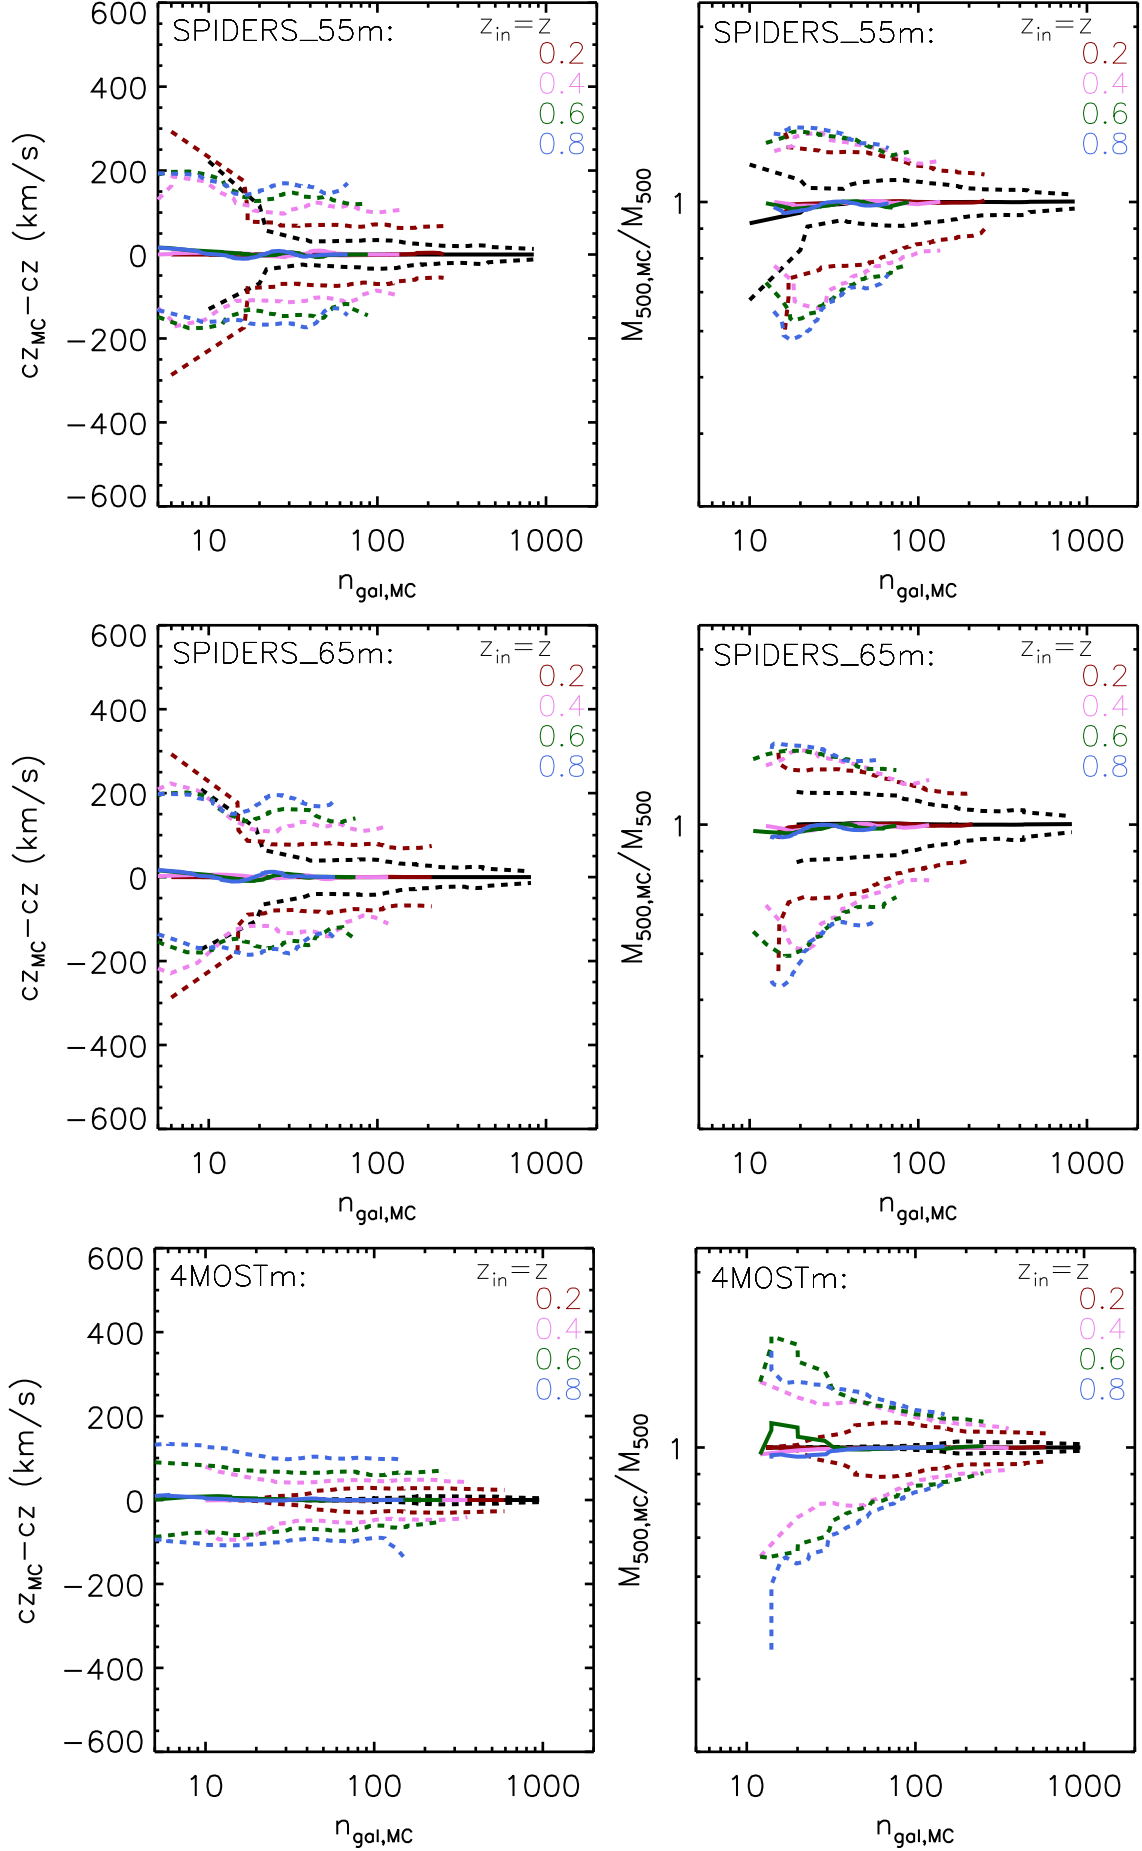 SPIDERS_55m:
z_in=z
0.2
0.4
0.6
0.8
600
400
200
0
−200
−400
−600
cz_MC−cz (km/s)
10
100
1000
n_gal,MC
SPIDERS_55m:
z_in=z
0.2
0.4
0.6
0.8
1
M_500,MC/M_500
10
100
1000
n_gal,MC
SPIDERS_65m:
z_in=z
0.2
0.4
0.6
0.8
600
400
200
0
−200
−400
−600
cz_MC−cz (km/s)
10
100
1000
n_gal,MC
SPIDERS_65m:
z_in=z
0.2
0.4
0.6
0.8
1
M_500,MC/M_500
10
100
1000
n_gal,MC
4MOSTm:
z_in=z
0.2
0.4
0.6
0.8
600
400
200
0
−200
−400
−600
cz_MC−cz (km/s)
10
100
1000
n_gal,MC
4MOSTm:
z_in=z
0.2
0.4
0.6
0.8
1
M_500,MC/M_500
10
100
1000
n_gal,MC